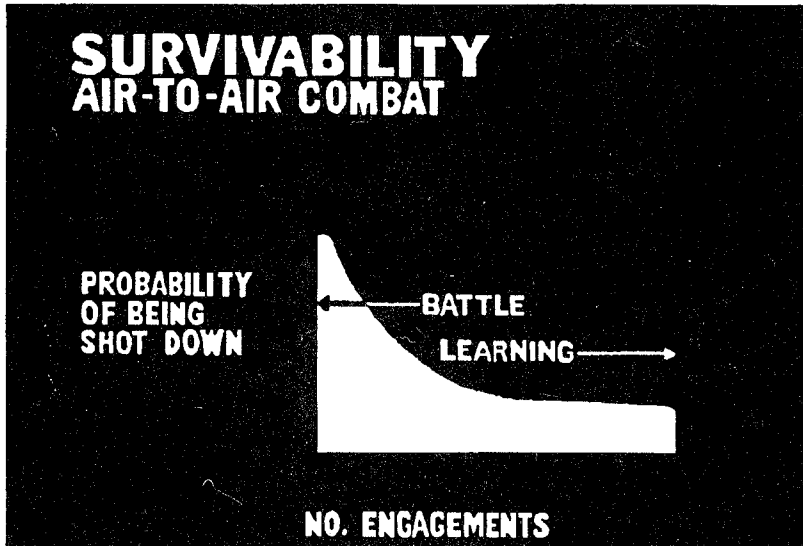 SURVIVABILITY
AIR-TO-AIR COMBAT
PROBABILITY
OF BEING
SHOT DOWN
BATTLE
LEARNING
NO. ENGAGEMENTS